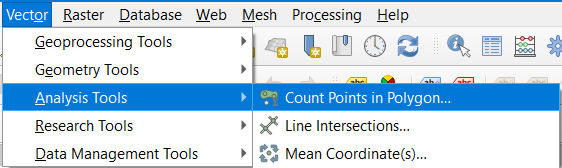 Vector Raster Database Web Mesh Processing Help
Geoprocessing Tools
Geometry Tools
Analysis Tools
Research Tools
Data Management Tools
Count Points in Polygon...
Line Intersections...
Mean Coordinate(s)...